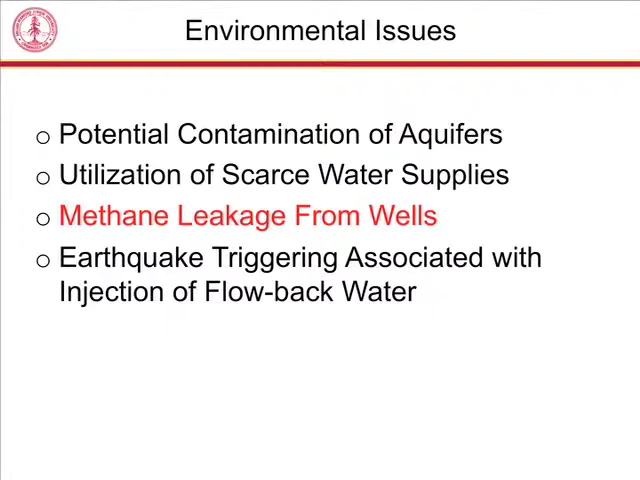 Environmental Issues
o Potential Contamination of Aquifers
o Utilization of Scarce Water Supplies
o Methane Leakage From Wells
o Earthquake Triggering Associated with
Injection of Flow-back Water